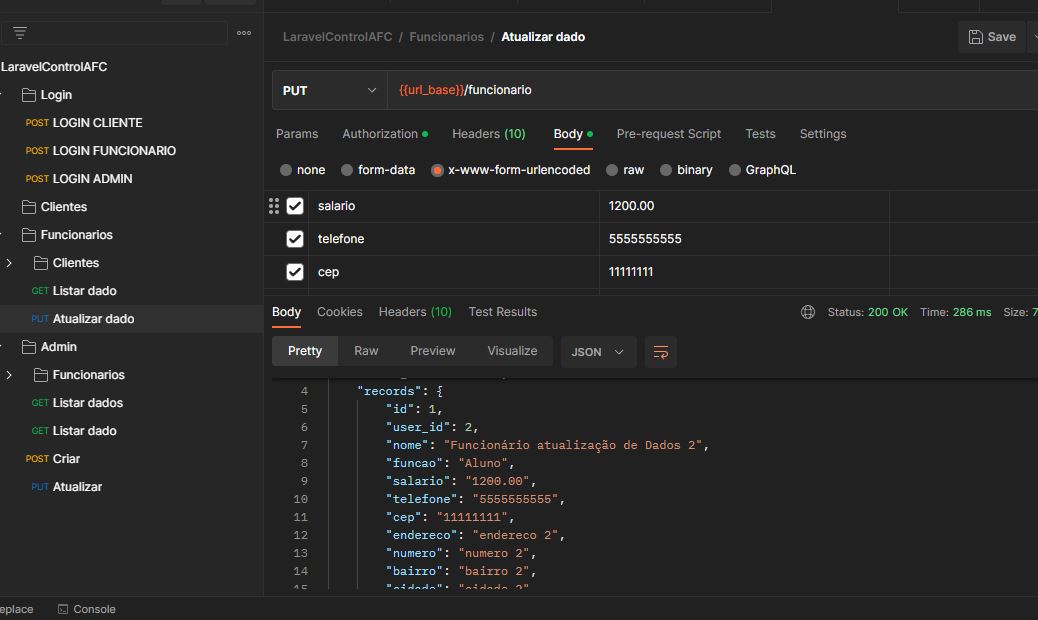 LaravelControlAFC / Funcionarios / Atualizar dado
Save
LaravelControlAFC
Login
POST LOGIN CLIENTE
POST LOGIN FUNCIONARIO
POST LOGIN ADMIN
Clientes
Funcionarios
Clientes
GET Listar dado
PUT Atualizar dado
Admin
Funcionarios
GET Listar dados
GET Listar dado
POST Criar
PUT Atualizar
PUT {{url_base}}/funcionario
Params Authorization Headers (10) Body Pre-request Script Tests Settings
none form-data x-www-form-urlencoded raw binary GraphQL
salario 1200.00
telefone 5555555555
cep 11111111
Body Cookies Headers (10) Test Results Status: 200 OK Time: 286 ms Size: 7
Pretty Raw Preview Visualize JSON
4 "records": {
5 "id": 1,
6 "user_id": 2,
7 "nome": "Funcionário atualização de Dados 2",
8 "funcao": "Aluno",
9 "salario": "1200.00",
10 "telefone": "5555555555",
11 "cep": "11111111",
12 "endereco": "endereco 2",
13 "numero": "numero 2",
14 "bairro": "bairro 2",
15 "cidade": "cidade 2"
eplace Console